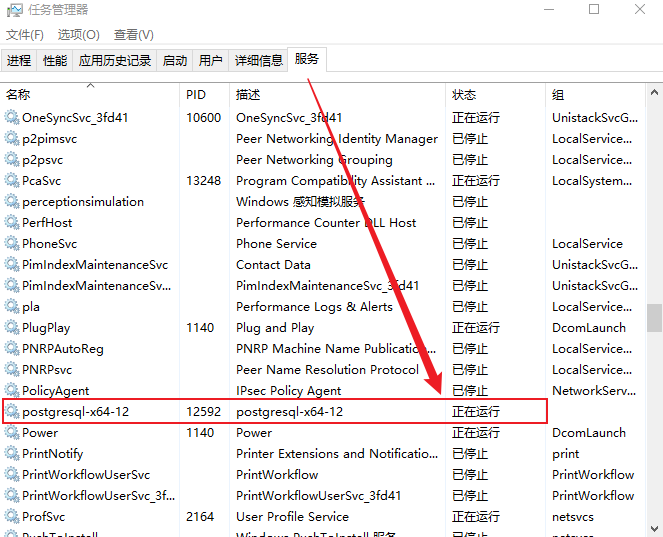 任务管理器
文件(F) 选项(O) 查看(V)
进程 性能 应用历史记录 启动 用户 详细信息 服务
名称 PID 描述 状态 组
OneSyncSvc_3fd41 10600 OneSyncSvc_3fd41 正在运行 UnistackSvcG...
p2pimsvc Peer Networking Identity Manager 已停止 LocalService...
p2psvc Peer Networking Grouping 已停止 LocalService...
PcaSvc 13248 Program Compatibility Assistant ... 正在运行 LocalSystem...
perceptionsimulation Windows 感知模拟服务 已停止
PerfHost Performance Counter DLL Host 已停止
PhoneSvc Phone Service 已停止 LocalService
PimIndexMaintenanceSvc Contact Data 已停止 UnistackSvcG...
PimIndexMaintenanceSv... PimIndexMaintenanceSvc_3fd41 已停止 UnistackSvcG...
pla Performance Logs & Alerts 已停止 LocalService...
PlugPlay 1140 Plug and Play 正在运行 DcomLaunch
PNRPAutoReg PNRP Machine Name Publication... 已停止 LocalService...
PNRPsvc Peer Name Resolution Protocol 已停止 LocalService...
PolicyAgent IPsec Policy Agent 已停止 NetworkServ...
postgresql-x64-12 12592 postgresql-x64-12 正在运行
Power 1140 Power 正在运行 DcomLaunch
PrintNotify Printer Extensions and Notificatio... 已停止 print
PrintWorkflowUserSvc PrintWorkflow 已停止 PrintWorkflow
PrintWorkflowUserSvc_3f... PrintWorkflowUserSvc_3fd41 已停止 PrintWorkflow
ProfSvc 2164 User Profile Service 正在运行 netsvcs
PushToInstall Windows PushToInstall 服务 已停止 netsvcs